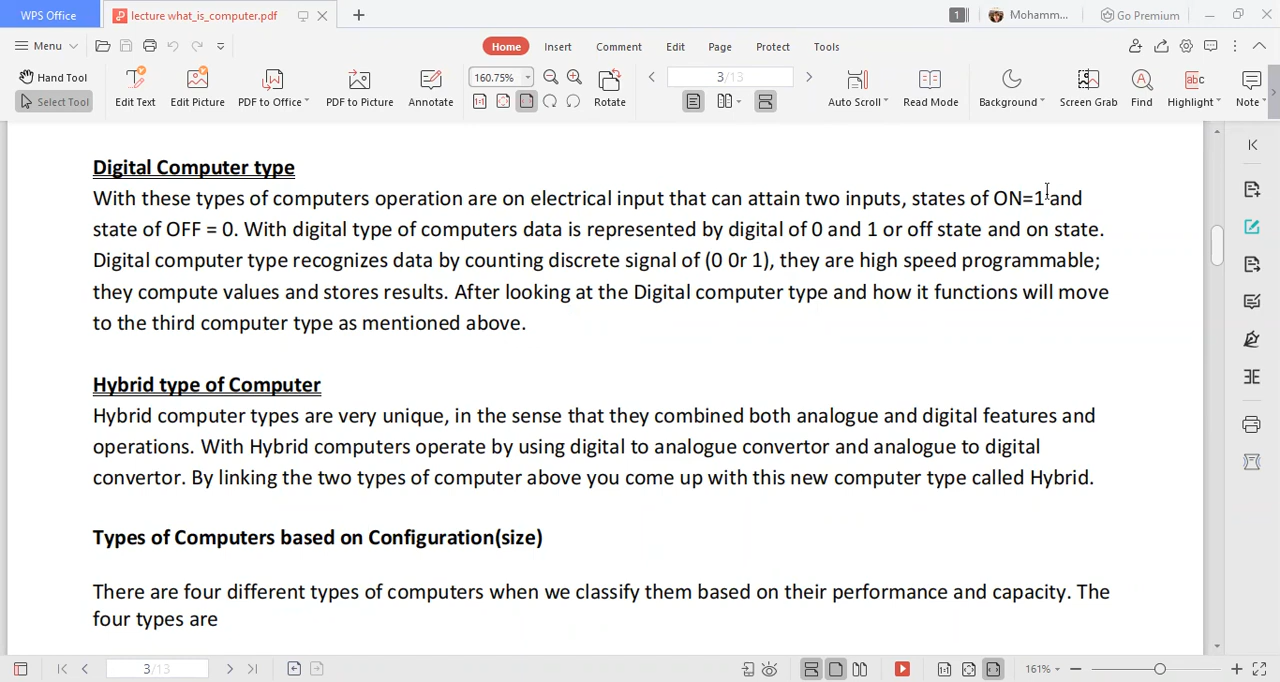 WPS Office lecture what_is_computer.pdf 1 Mohamm... Go Premium
Menu Home Insert Comment Edit Page Protect Tools
Hand Tool 160.75% 3/13
Select Tool Edit Text Edit Picture PDF to Office PDF to Picture Annotate Rotate Auto Scroll Read Mode Background Screen Grab Find Highlight Note
Digital Computer type
With these types of computers operation are on electrical input that can attain two inputs, states of ON=1 and
state of OFF = 0. With digital type of computers data is represented by digital of 0 and 1 or off state and on state.
Digital computer type recognizes data by counting discrete signal of (0 0r 1), they are high speed programmable;
they compute values and stores results. After looking at the Digital computer type and how it functions will move
to the third computer type as mentioned above.
Hybrid type of Computer
Hybrid computer types are very unique, in the sense that they combined both analogue and digital features and
operations. With Hybrid computers operate by using digital to analogue convertor and analogue to digital
convertor. By linking the two types of computer above you come up with this new computer type called Hybrid.
Types of Computers based on Configuration(size)
There are four different types of computers when we classify them based on their performance and capacity. The
four types are
3/13 161%